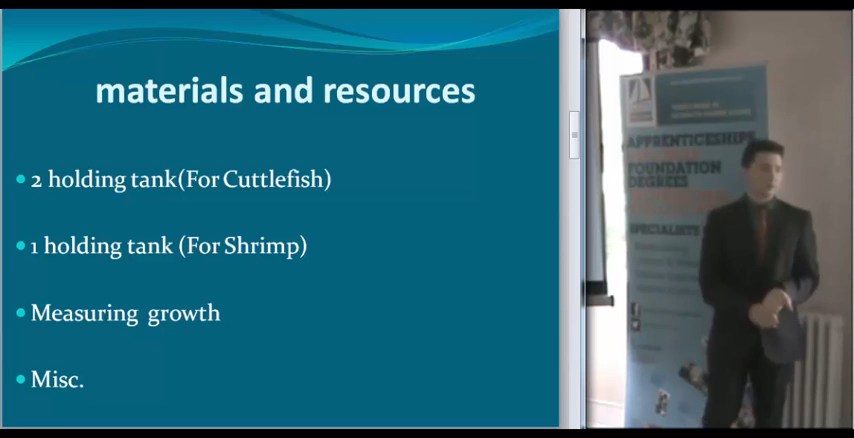 materials and resources
2 holding tank(For Cuttlefish)
1 holding tank (For Shrimp)
Measuring growth
Misc.
APPRENTICESHIPS
FOUNDATION
DEGREES
SPECIALISTS